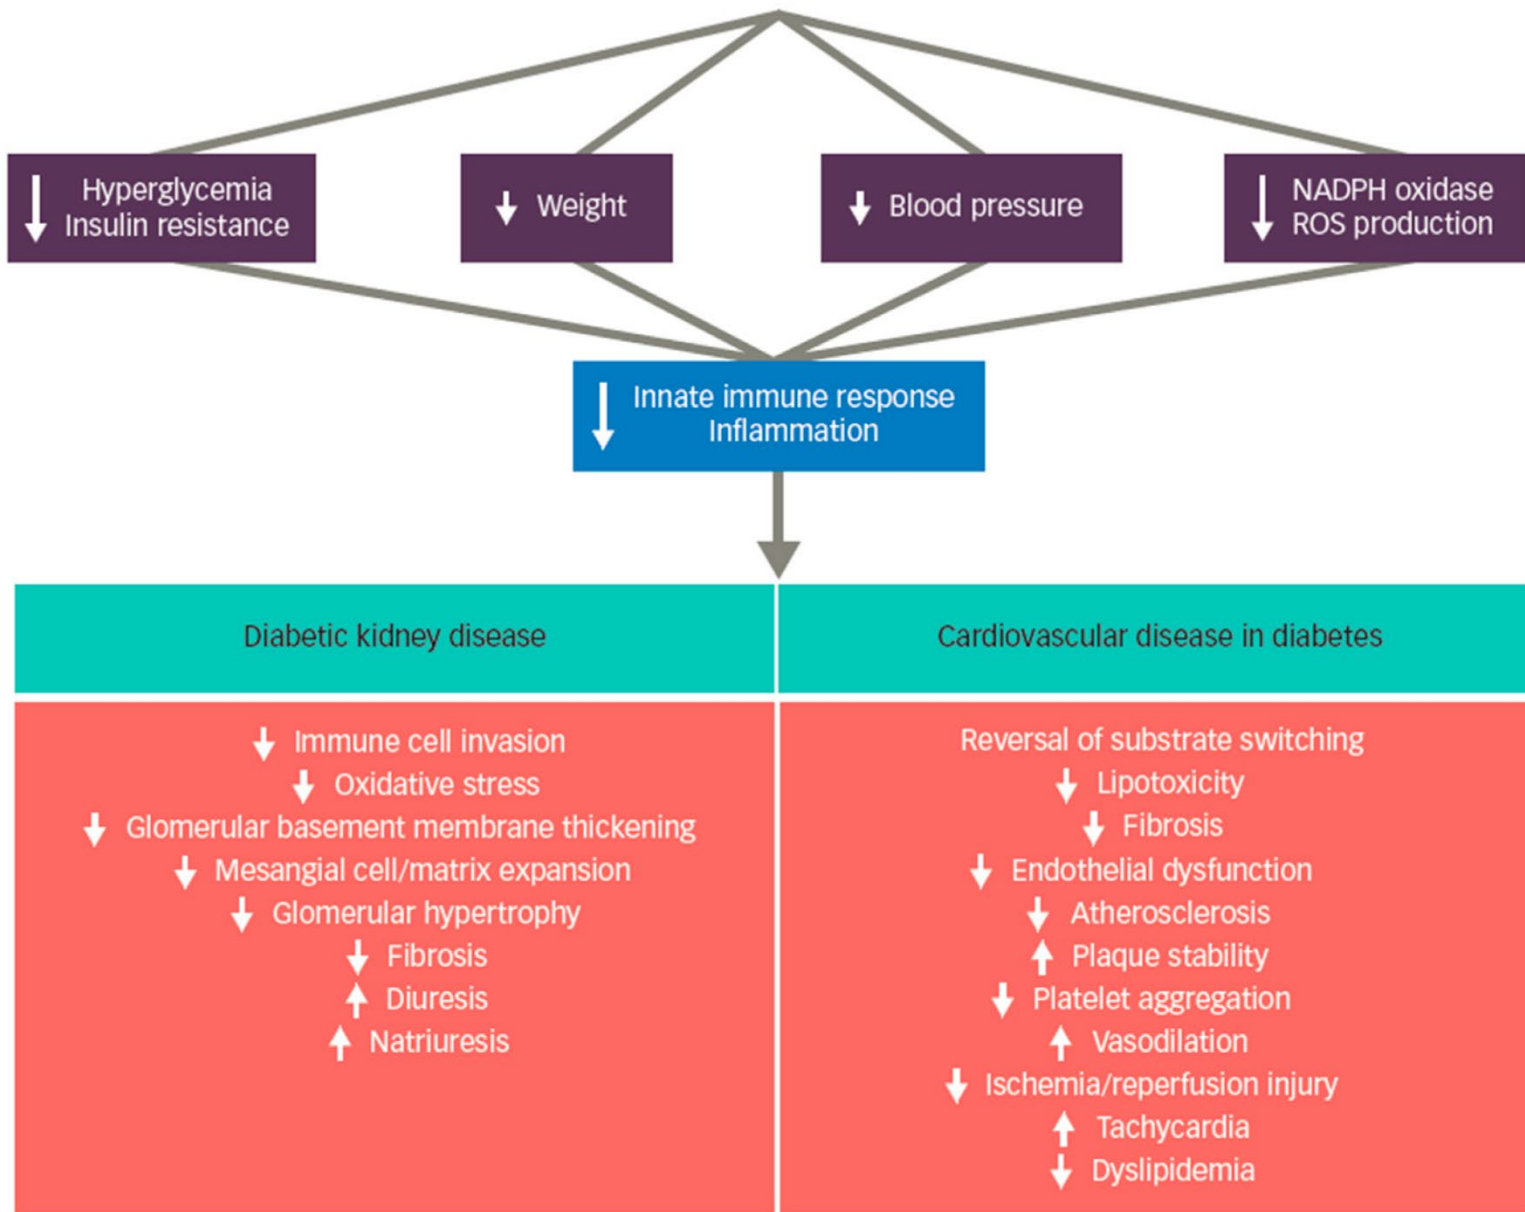 Hyperglycemia
Insulin resistance
Weight
Blood pressure
NADPH oxidase
ROS production
Innate immune response
Inflammation
Diabetic kidney disease
Cardiovascular disease in diabetes
↓ Immune cell invasion
↓ Oxidative stress
↓ Glomerular basement membrane thickening
↓ Mesangial cell/matrix expansion
↓ Glomerular hypertrophy
↓ Fibrosis
↑ Diuresis
↑ Natriuresis
Reversal of substrate switching
↓ Lipotoxicity
↓ Fibrosis
↓ Endothelial dysfunction
↓ Atherosclerosis
↑ Plaque stability
↓ Platelet aggregation
↑ Vasodilation
↓ Ischemia/reperfusion injury
↑ Tachycardia
↓ Dyslipidemia